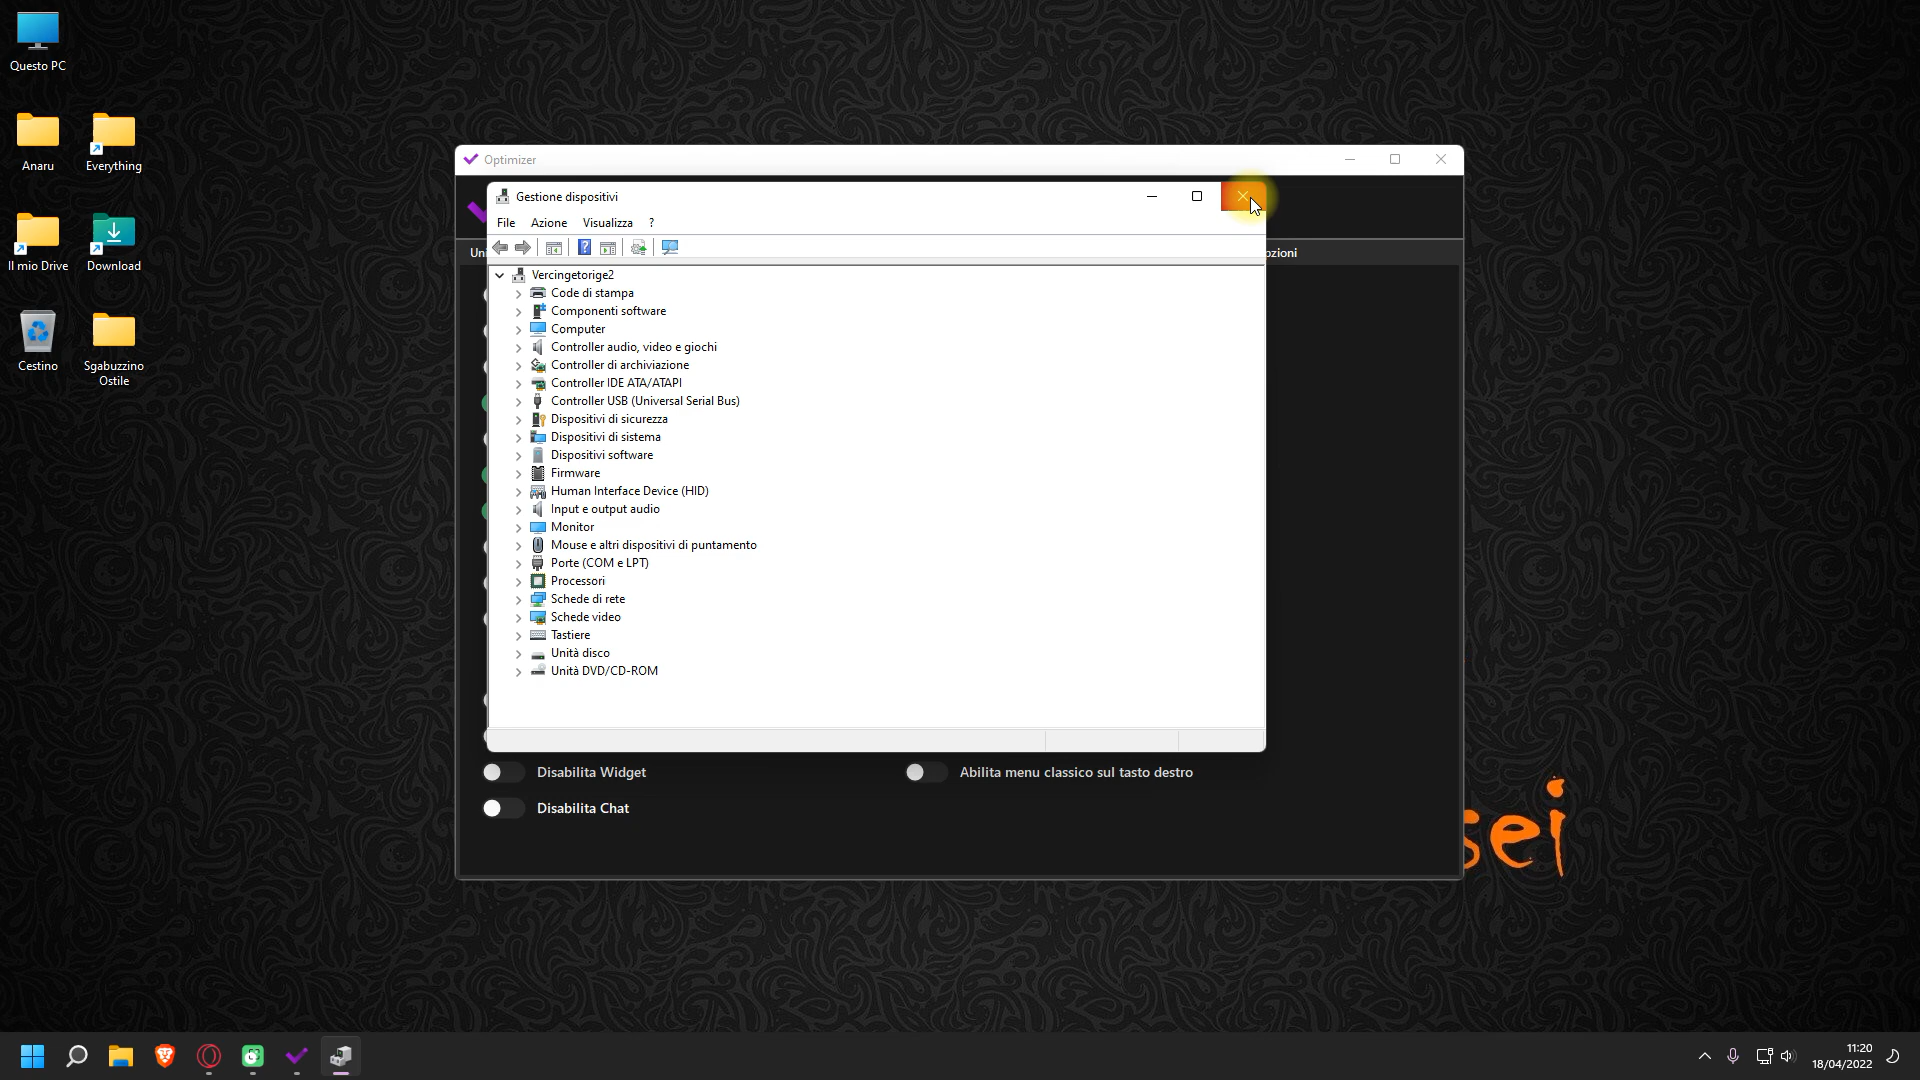 Questo PC
Anaru
Everything
Il mio Drive
Download
Cestino
Sgabuzzino
Ostile
Optimizer
Gestione dispositivi
File Azione Visualizza ?
Uni
pzioni
Vercingetorige2
Code di stampa
Componenti software
Computer
Controller audio, video e giochi
Controller di archiviazione
Controller IDE ATA/ATAPI
Controller USB (Universal Serial Bus)
Dispositivi di sicurezza
Dispositivi di sistema
Dispositivi software
Firmware
Human Interface Device (HID)
Input e output audio
Monitor
Mouse e altri dispositivi di puntamento
Porte (COM e LPT)
Processori
Schede di rete
Schede video
Tastiere
Unità disco
Unità DVD/CD-ROM
Disabilita Widget
Abilita menu classico sul tasto destro
Disabilita Chat
sei
11:20
18/04/2022